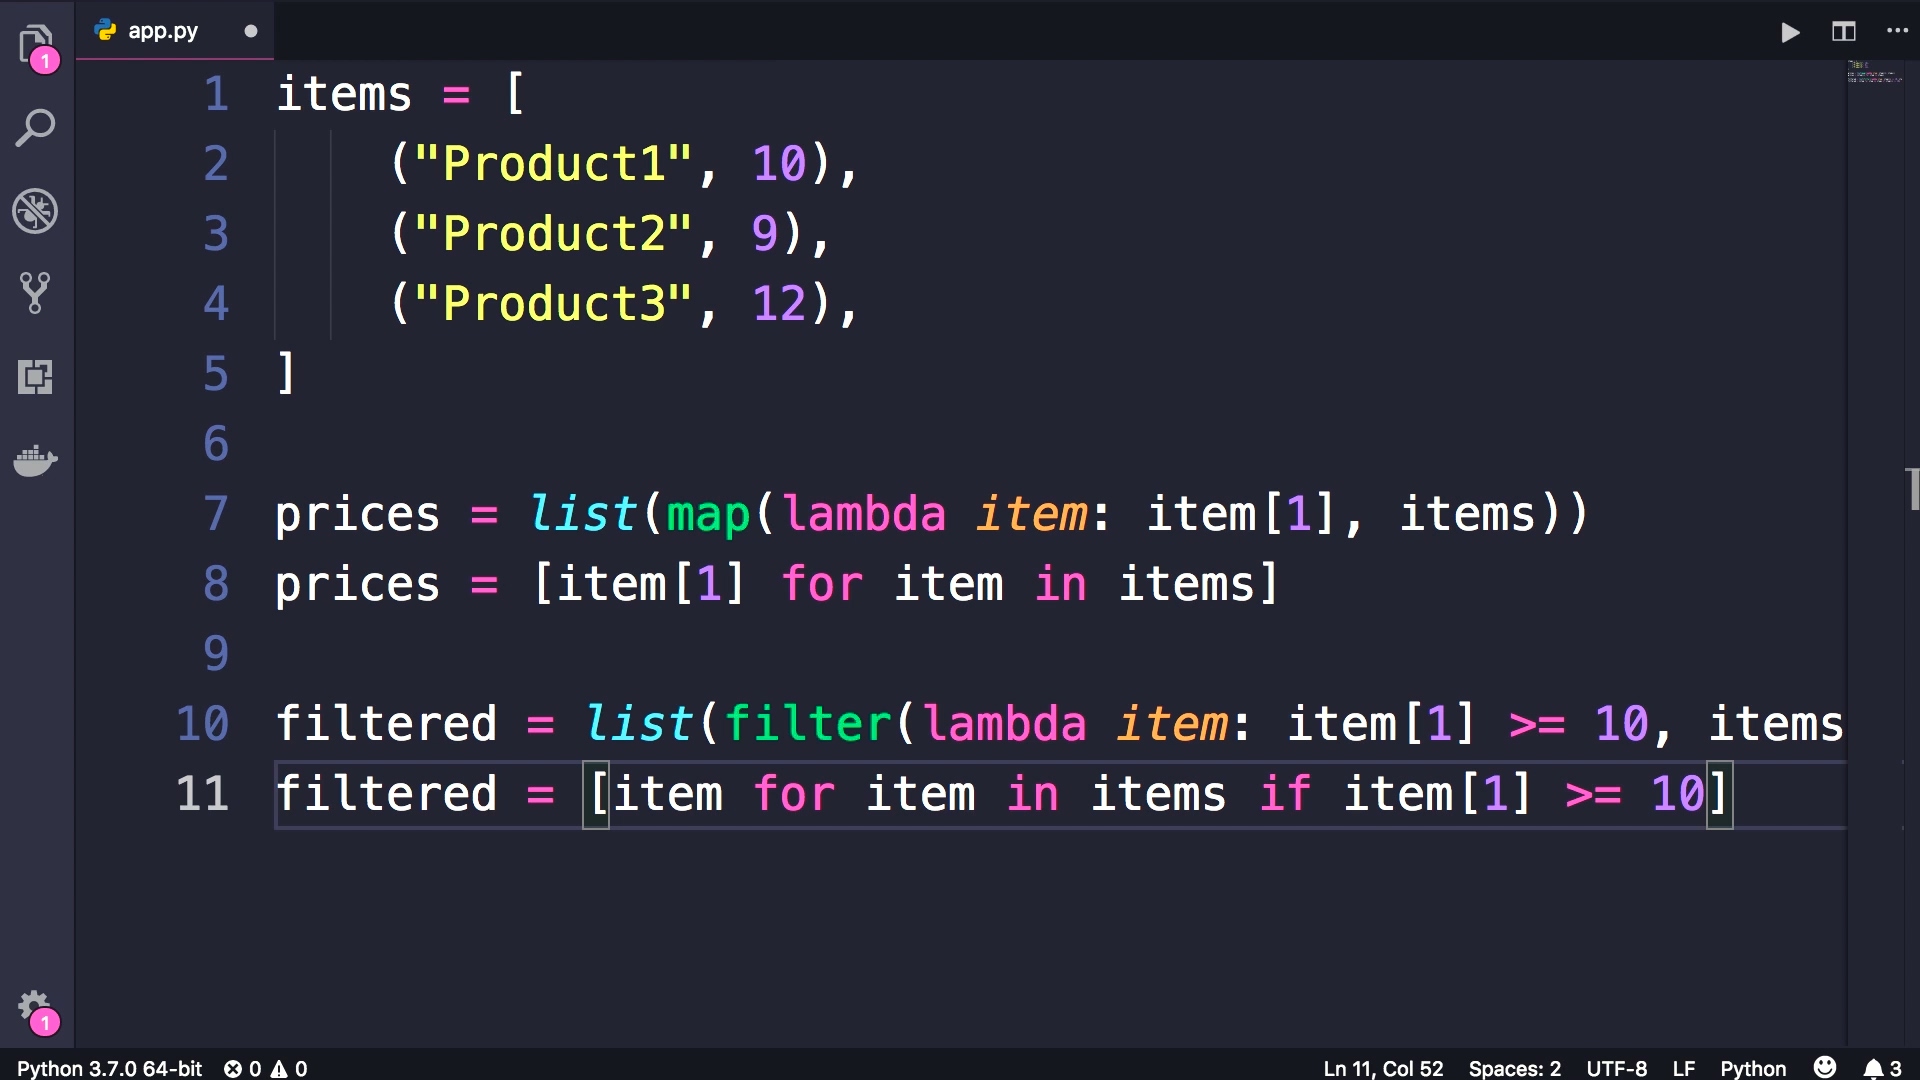 app.py
1
1 items = [
2 ("Product1", 10),
3 ("Product2", 9),
4 ("Product3", 12),
5 ]
6
7 prices = list(map(lambda item: item[1], items))
8 prices = [item[1] for item in items]
9
10 filtered = list(filter(lambda item: item[1] >= 10, items
11 filtered = [item for item in items if item[1] >= 10]
1
Python 3.7.0 64-bit 0 0 Ln 11, Col 52 Spaces: 2 UTF-8 LF Python 3